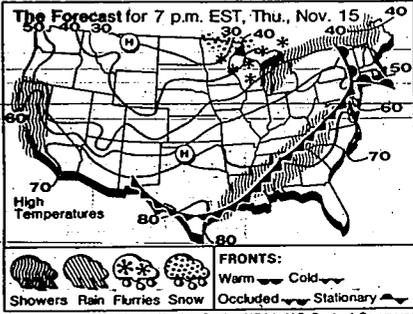 The Forecast for 7 p.m. EST, Thu., Nov. 15
40
50 40 30
H
30 40
40
50
60
60
H
70
70
High
Temperatures
80
80
Showers Rain Flurries Snow
FRONTS:
Warm Cold
Occluded Stationary